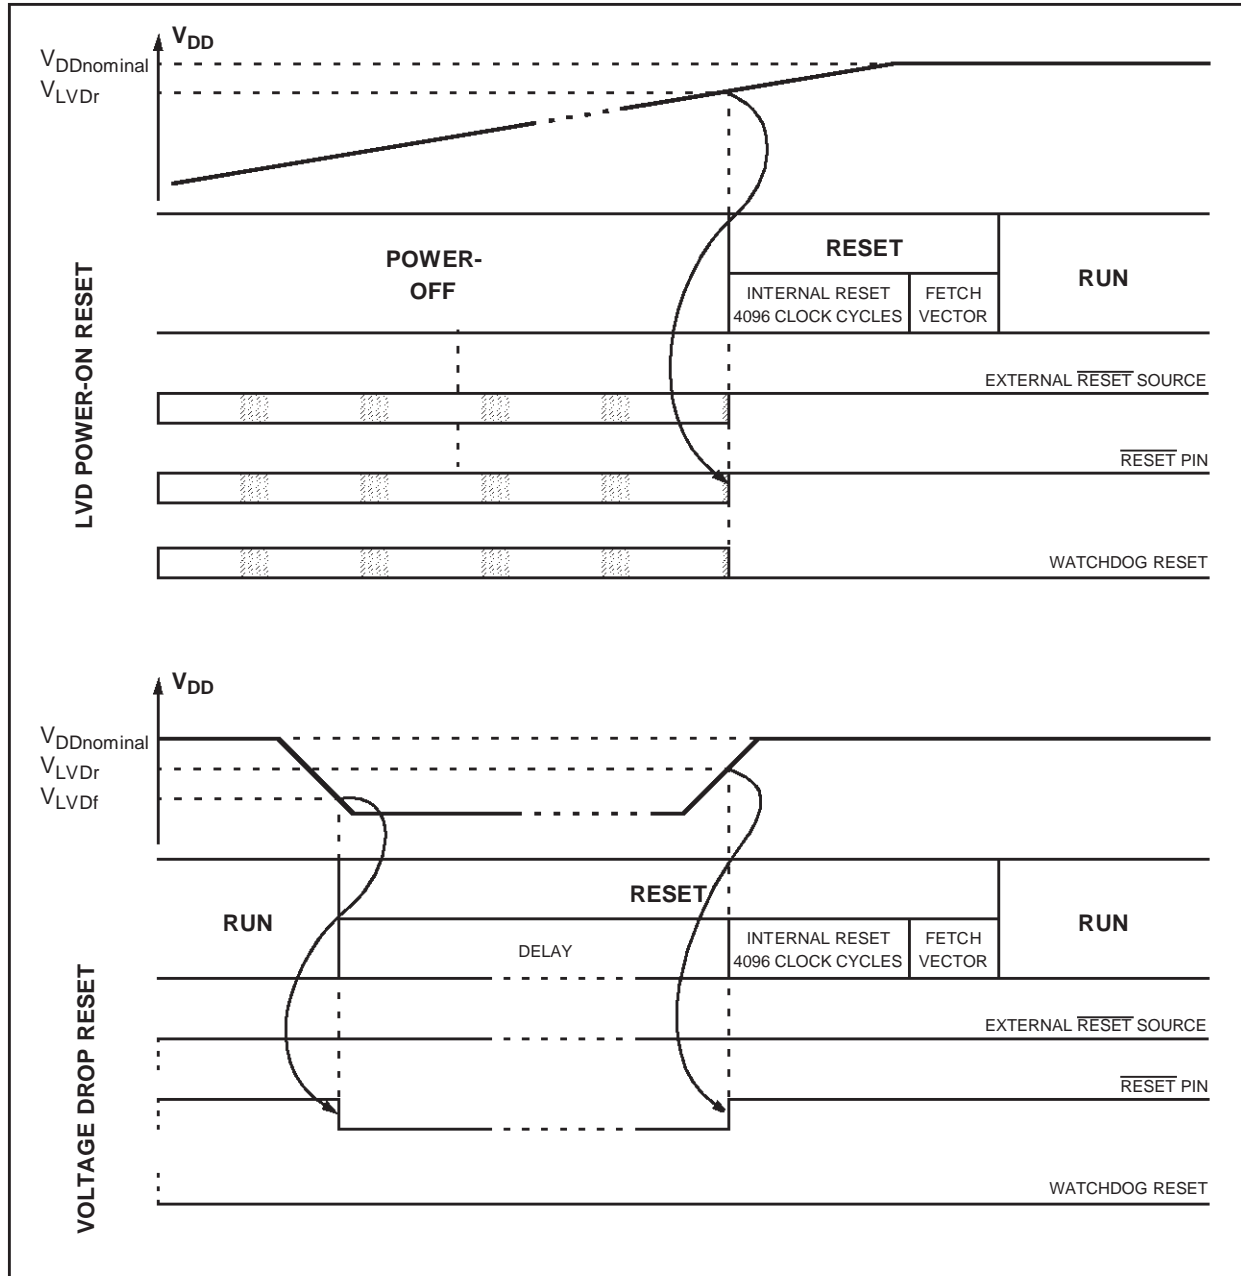 VDD
VDDnominal
VLVDr
LVD POWER-ON RESET
POWER-
OFF
RESET
INTERNAL RESET
4096 CLOCK CYCLES
FETCH
VECTOR
RUN
EXTERNAL RESET SOURCE
RESET PIN
WATCHDOG RESET
VDD
VDDnominal
VLVDr
VLVDf
VOLTAGE DROP RESET
RUN
RESET
DELAY
INTERNAL RESET
4096 CLOCK CYCLES
FETCH
VECTOR
RUN
EXTERNAL RESET SOURCE
RESET PIN
WATCHDOG RESET